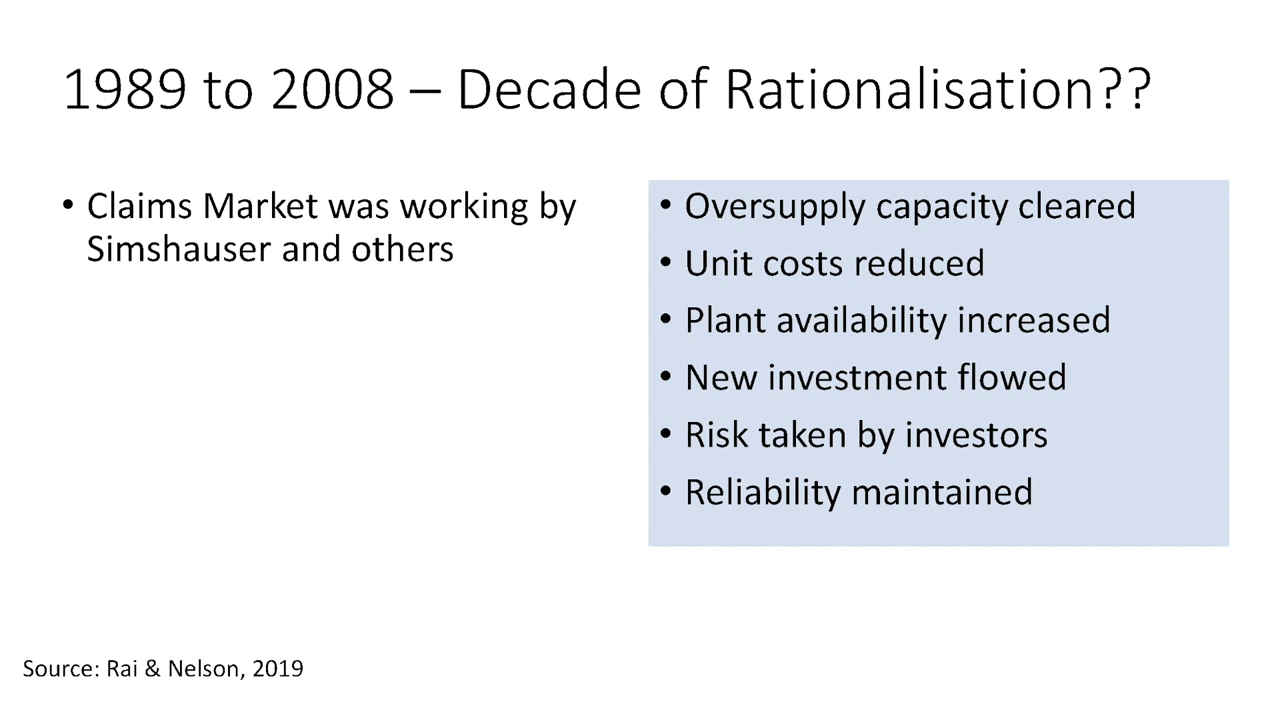 1989 to 2008 – Decade of Rationalisation??
• Claims Market was working by
Simshauser and others
• Oversupply capacity cleared
• Unit costs reduced
• Plant availability increased
• New investment flowed
• Risk taken by investors
• Reliability maintained
Source: Rai & Nelson, 2019